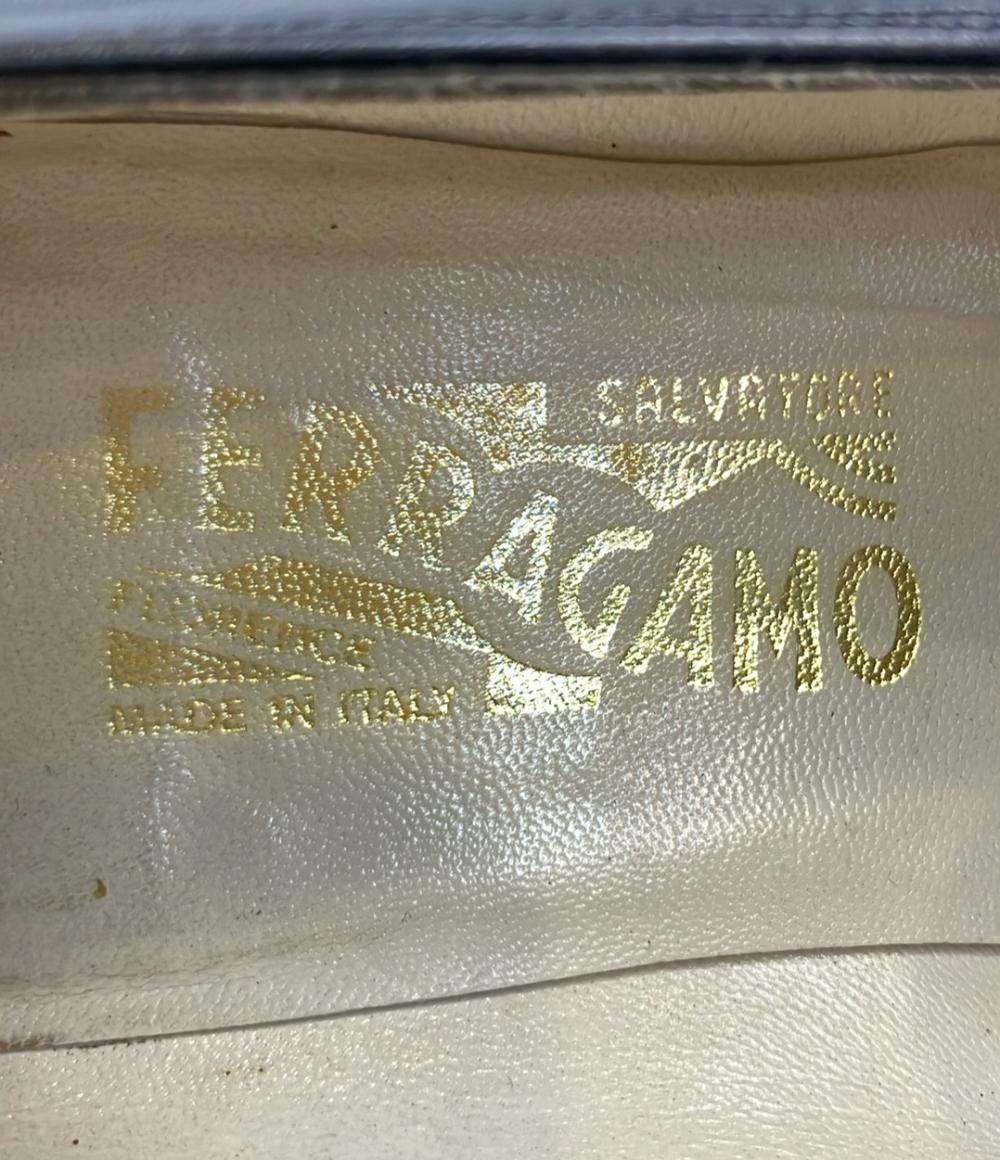 SALVATORE
FERRAGAMO
FLORENCE
MADE IN ITALY